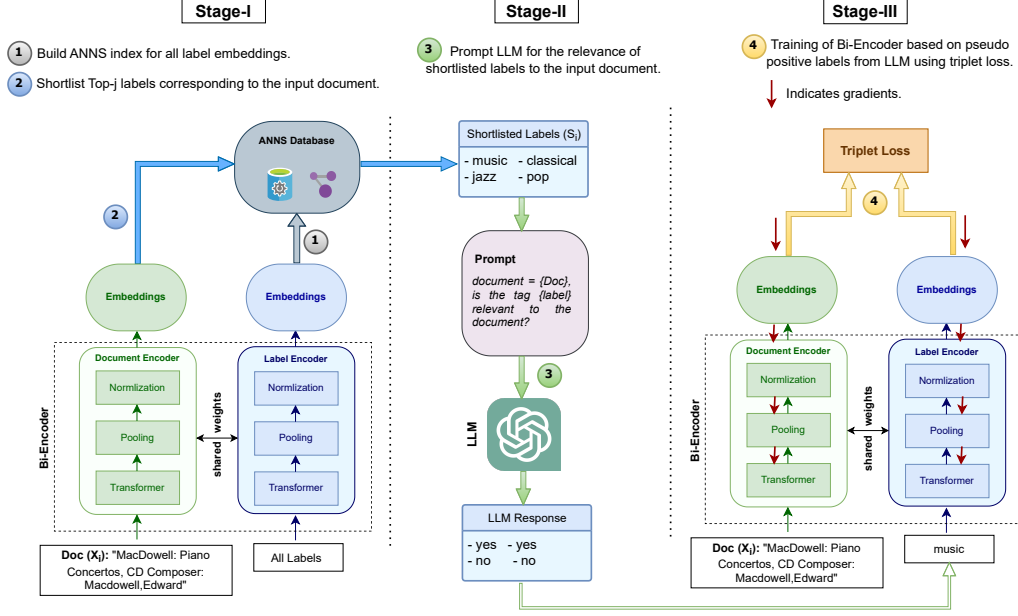 Stage-I
1 Build ANNS index for all label embeddings.
2 Shortlist Top-j labels corresponding to the input document.
ANNS Database
2
1
Embeddings
Embeddings
Bi-Encoder
Document Encoder
Normlization
Pooling
Transformer
shared weights
Label Encoder
Normlization
Pooling
Transformer
Doc (Xi): "MacDowell: Piano
Concertos, CD Composer:
Macdowell,Edward"
All Labels
Stage-II
3 Prompt LLM for the relevance of
shortlisted labels to the input document.
Shortlisted Labels (Si)
- music - classical
- jazz - pop
Prompt
document = {Doc},
is the tag {label}
relevant to the
document?
3
LLM
LLM Response
- yes - yes
- no - no
Stage-III
4 Training of Bi-Encoder based on pseudo
positive labels from LLM using triplet loss.
Indicates gradients.
Triplet Loss
4
Embeddings
Embeddings
Bi-Encoder
Document Encoder
Normlization
Pooling
Transformer
shared weights
Label Encoder
Normlization
Pooling
Transformer
Doc (Xi): "MacDowell: Piano
Concertos, CD Composer:
Macdowell,Edward"
music